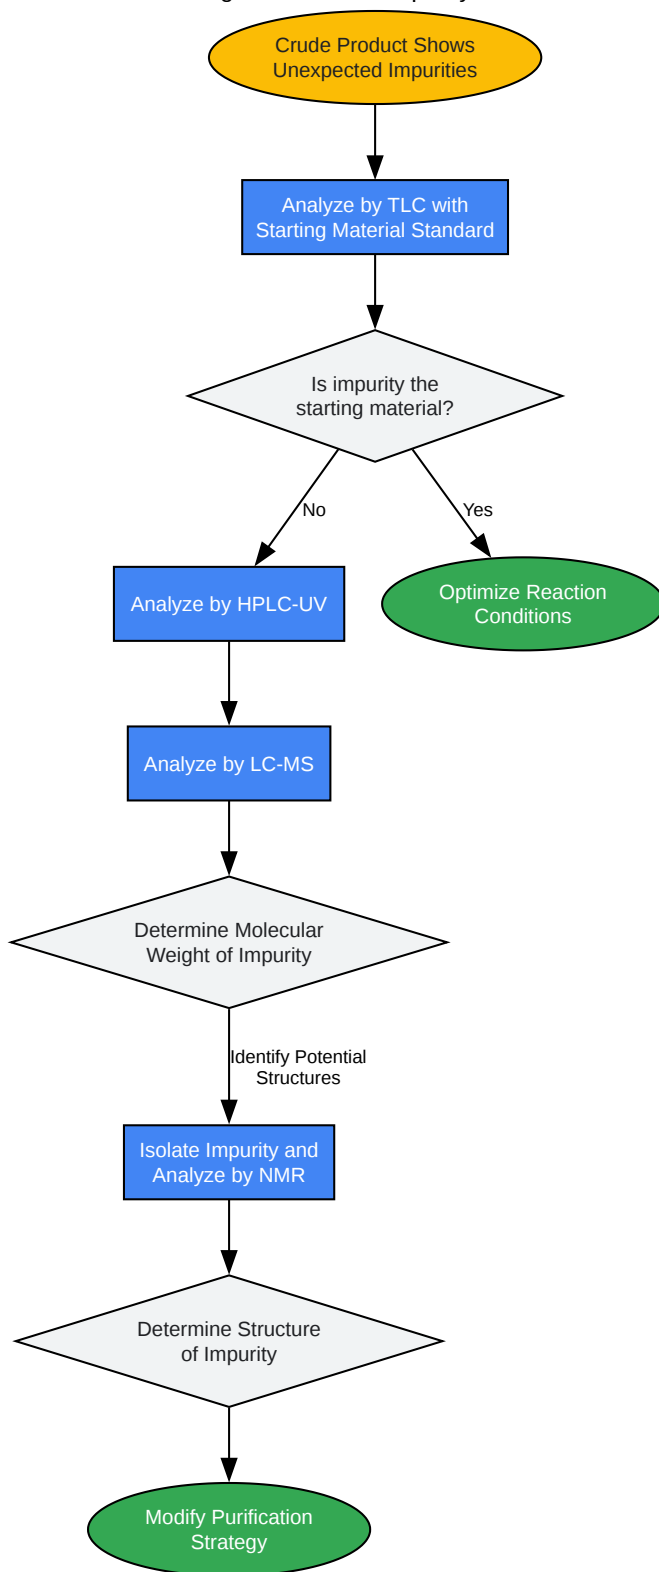 Crude Product Shows
Unexpected Impurities
Analyze by TLC with
Starting Material Standard
Is impurity the
starting material?
No
Yes
Analyze by HPLC-UV
Optimize Reaction
Conditions
Analyze by LC-MS
Determine Molecular
Weight of Impurity
Identify Potential
Structures
Isolate Impurity and
Analyze by NMR
Determine Structure
of Impurity
Modify Purification
Strategy